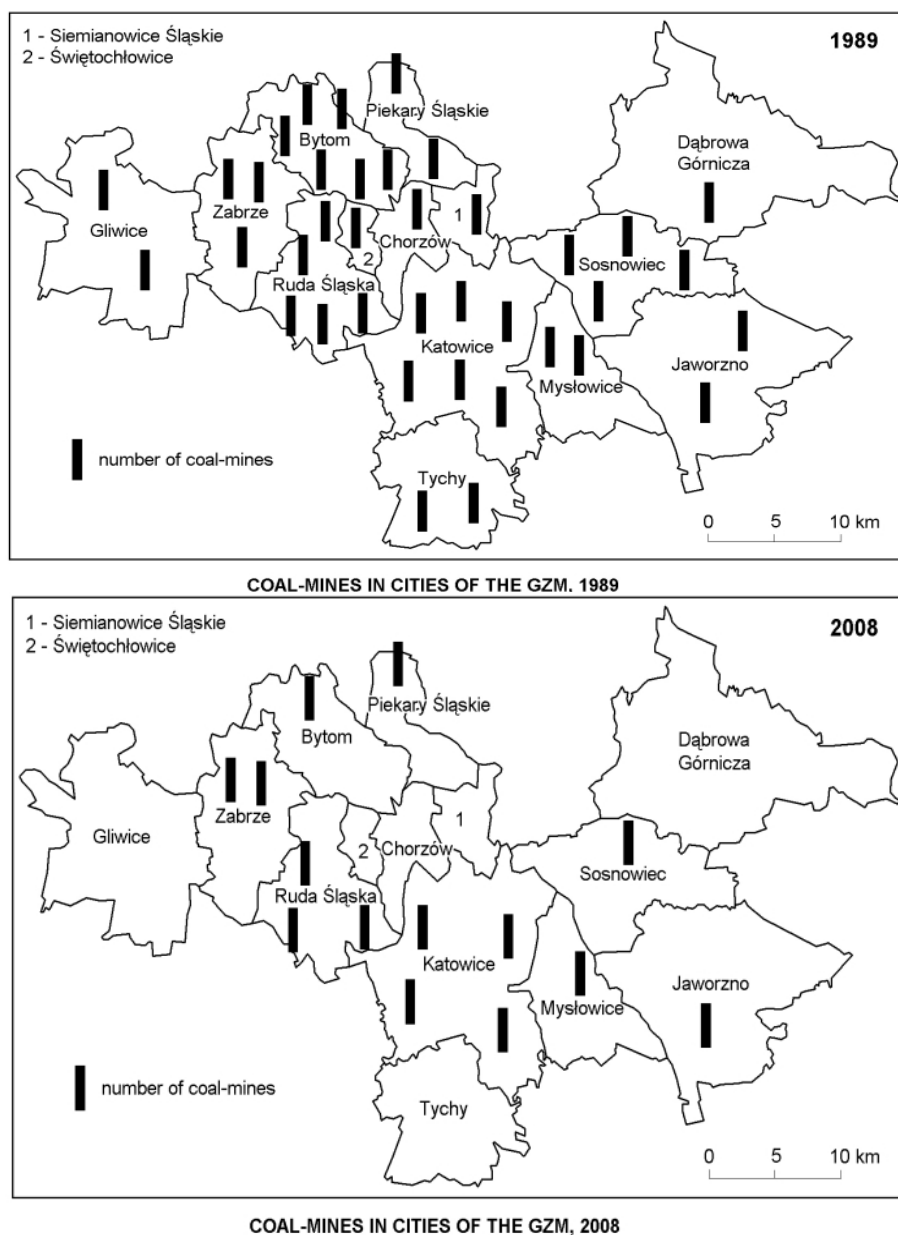 1 - Siemianowice Śląskie
2 - Świętochłowice
1989
Piekary Śląskie
Bytom
Dąbrowa
Górnicza
Zabrze
1
Gliwice
Chorzów
2
Sosnowiec
Ruda Śląska
Katowice
Mysłowice
Jaworzno
number of coal-mines
Tychy
0 5 10 km
COAL-MINES IN CITIES OF THE GZM. 1989
1 - Siemianowice Śląskie
2 - Świętochłowice
2008
Piekary Śląskie
Bytom
Dąbrowa
Górnicza
Zabrze
1
Gliwice
2
Chorzów
Sosnowiec
Ruda Śląska
Katowice
Mysłowice
Jaworzno
number of coal-mines
Tychy
0 5 10 km
COAL-MINES IN CITIES OF THE GZM, 2008